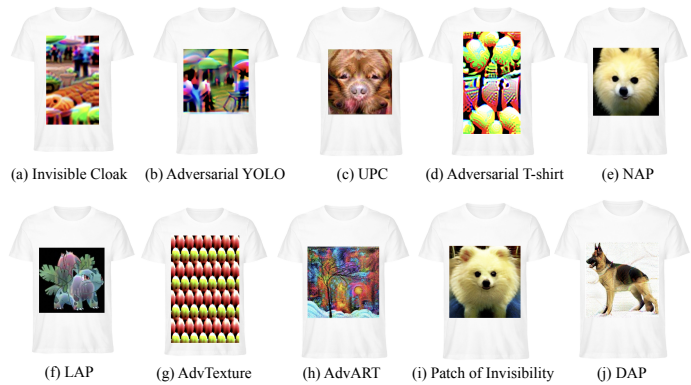 (a) Invisible Cloak (b) Adversarial YOLO (c) UPC (d) Adversarial T-shirt (e) NAP
(f) LAP (g) AdvTexture (h) AdvART (i) Patch of Invisibility (j) DAP